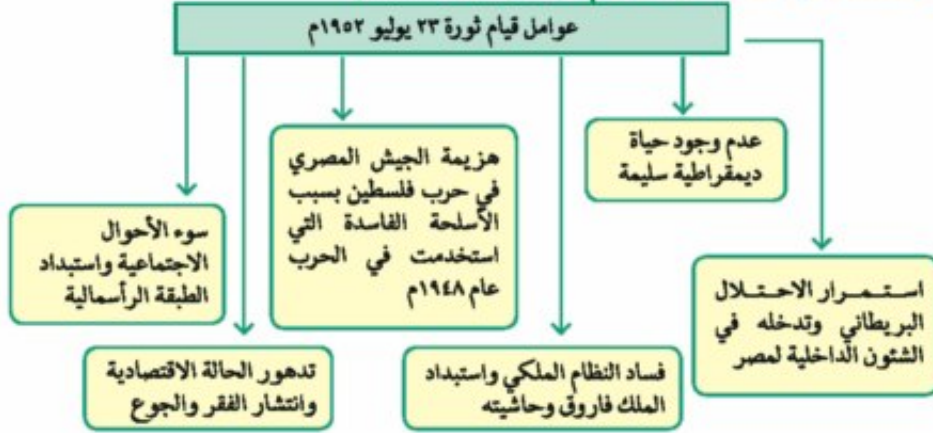 عوامل قيام ثورة ٢٣ يوليو ١٩٥٢م
استمرار الاحتلال
البريطاني وتدخله في
الشئون الداخلية لمصر
عدم وجود حياة
ديمقراطية سليمة
فساد النظام الملكي واستبداد
الملك فاروق وحاشيته
هزيمة الجيش المصري
في حرب فلسطين بسبب
الأسلحة الفاسدة التي
استخدمت في الحرب
عام ١٩٤٨م
تدهور الحالة الاقتصادية
وانتشار الفقر والجوع
سوء الأحوال
الاجتماعية واستبداد
الطبقة الرأسمالية